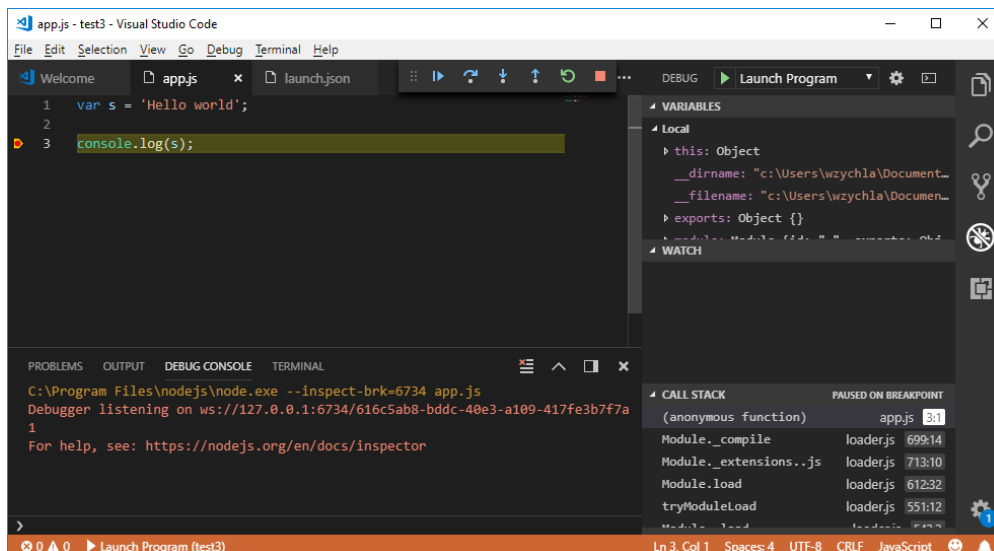 app.js - test3 - Visual Studio Code
File Edit Selection View Go Debug Terminal Help
Welcome app.js launch.json
DEBUG Launch Program
1 var s = 'Hello world';
2
3 console.log(s);
VARIABLES
Local
this: Object
__dirname: "c:\Users\wzychla\Document…
__filename: "c:\Users\wzychla\Documen…
exports: Object {}
WATCH
PROBLEMS OUTPUT DEBUG CONSOLE TERMINAL
C:\Program Files\nodejs\node.exe --inspect-brk=6734 app.js
Debugger listening on ws://127.0.0.1:6734/616c5ab8-bddc-40e3-a109-417fe3b7f7a
1
For help, see: https://nodejs.org/en/docs/inspector
CALL STACK PAUSED ON BREAKPOINT
(anonymous function) app.js 3:1
Module._compile loader.js 699:14
Module._extensions..js loader.js 713:10
Module.load loader.js 612:32
tryModuleLoad loader.js 551:12
1
0 0 Launch Program (test3) Ln 3, Col 1 Spaces: 4 UTF-8 CRLF JavaScript